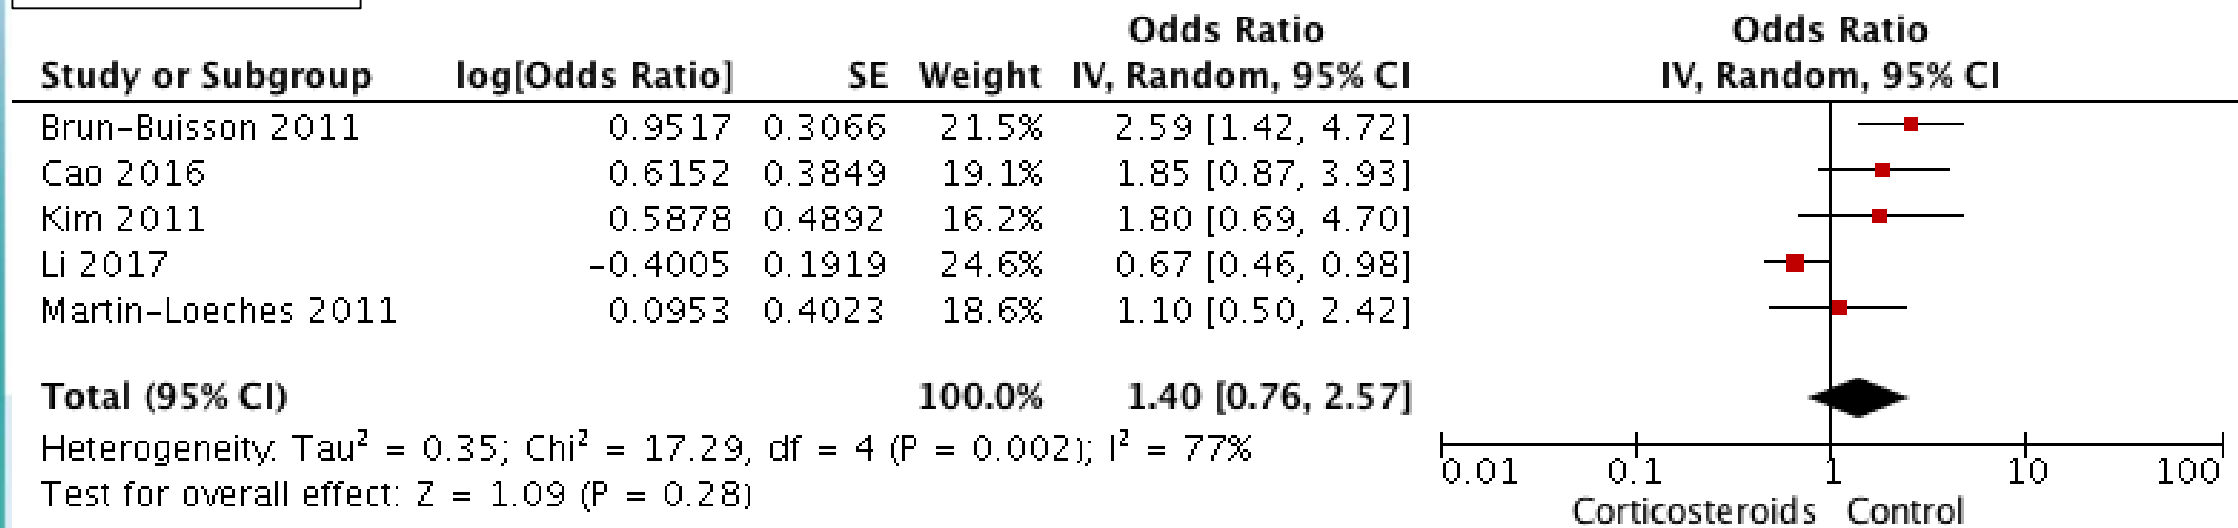 Odds Ratio Odds Ratio
Study or Subgroup log[Odds Ratio] SE Weight IV, Random, 95% CI IV, Random, 95% CI
Brun-Buisson 2011 0.9517 0.3066 21.5% 2.59 [1.42, 4.72]
Cao 2016 0.6152 0.3849 19.1% 1.85 [0.87, 3.93]
Kim 2011 0.5878 0.4892 16.2% 1.80 [0.69, 4.70]
Li 2017 -0.4005 0.1919 24.6% 0.67 [0.46, 0.98]
Martin-Loeches 2011 0.0953 0.4023 18.6% 1.10 [0.50, 2.42]
Total (95% CI) 100.0% 1.40 [0.76, 2.57]
Heterogeneity: Tau² = 0.35; Chi² = 17.29, df = 4 (P = 0.002); I² = 77%
Test for overall effect: Z = 1.09 (P = 0.28)
0.01 0.1 1 10 100
Corticosteroids Control